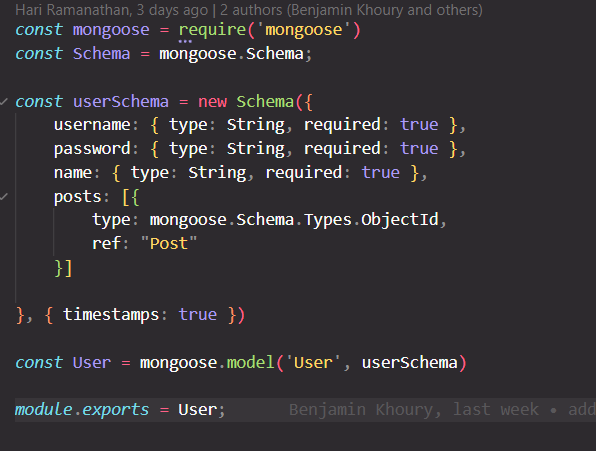 Hari Ramanathan, 3 days ago | 2 authors (Benjamin Khoury and others)
const mongoose = require('mongoose')
const Schema = mongoose.Schema;
const userSchema = new Schema({
    username: { type: String, required: true },
    password: { type: String, required: true },
    name: { type: String, required: true },
    posts: [{
        type: mongoose.Schema.Types.ObjectId,
        ref: "Post"
    }]
}, { timestamps: true })
const User = mongoose.model('User', userSchema)
module.exports = User;    Benjamin Khoury, last week • add